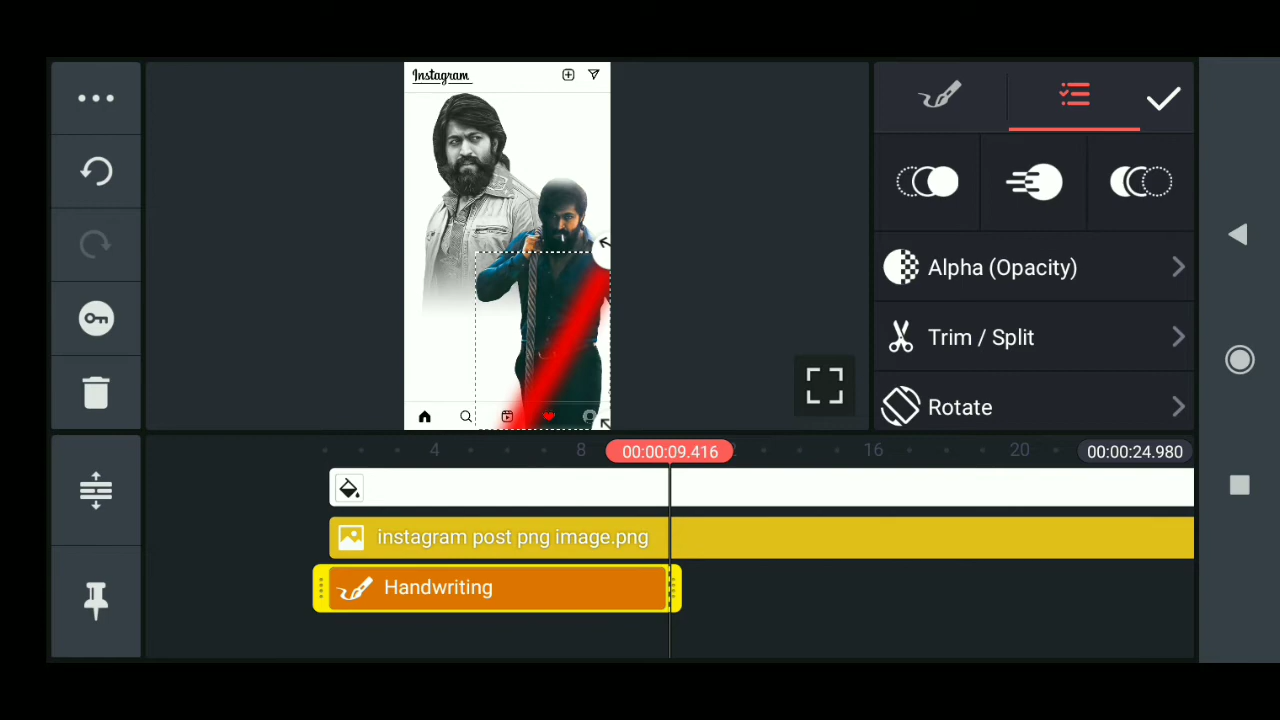 Instagram
Alpha (Opacity)
Trim / Split
Rotate
4
8
00:00:09.416
2
16
20
00:00:24.980
instagram post png image.png
Handwriting